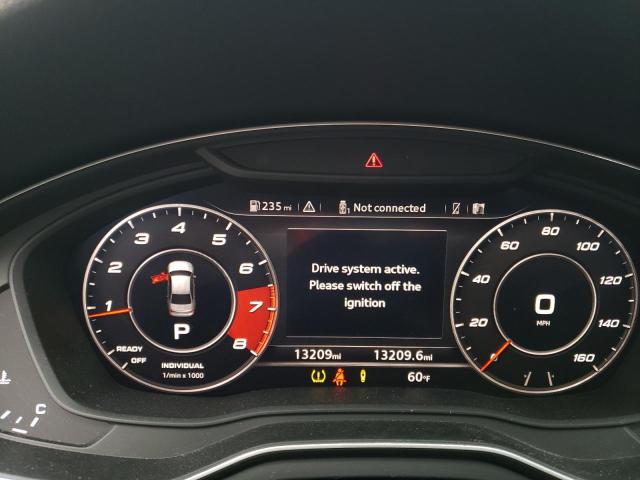 235 mi 1 Not connected
1 2 3 4 5 6 7 8
READY
OFF
P
INDIVIDUAL
1/min x 1000
Drive system active.
Please switch off the
ignition
13209mi 13209.6mi
60°F
20 40 60 80 100 120 140 160
0
MPH
C